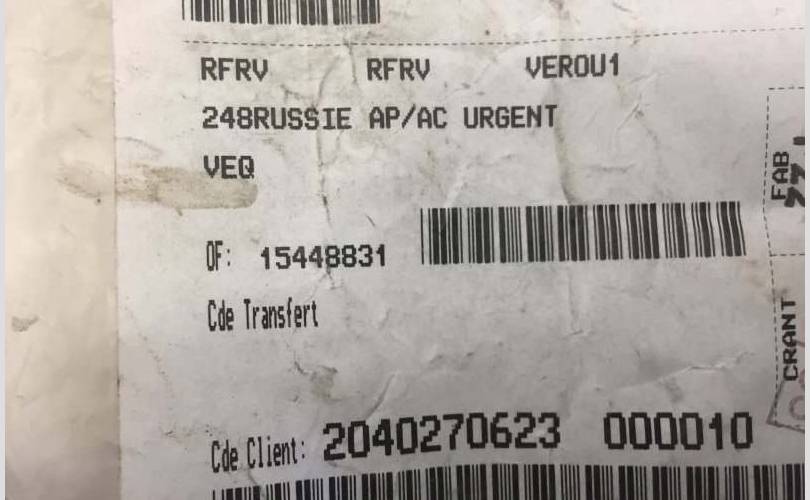 RFRV RFRV VEROU1
248RUSSIE AP/AC URGENT
VEQ
OF: 15448831
Cde Transfert
Cde Client: 2040270623 000010
FAB
CRANT